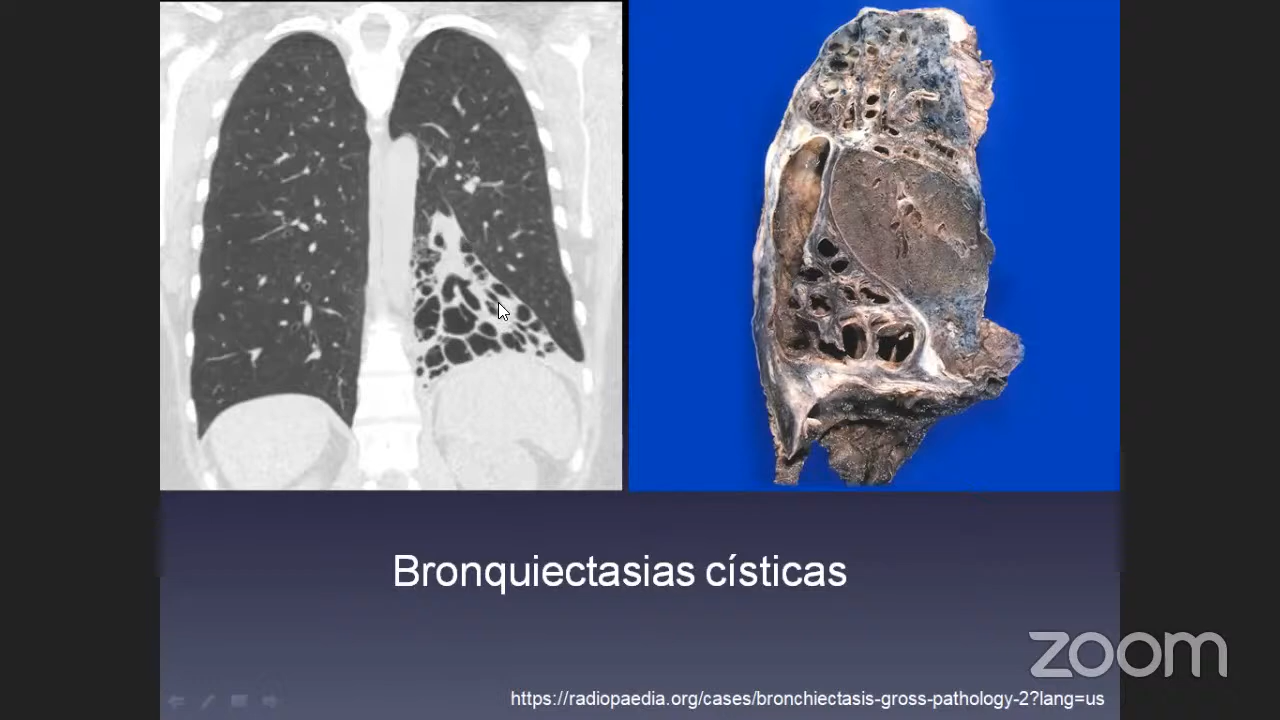 Bronquiectasias císticas
zoom
https://radiopaedia.org/cases/bronchiectasis-gross-pathology-2?lang=us